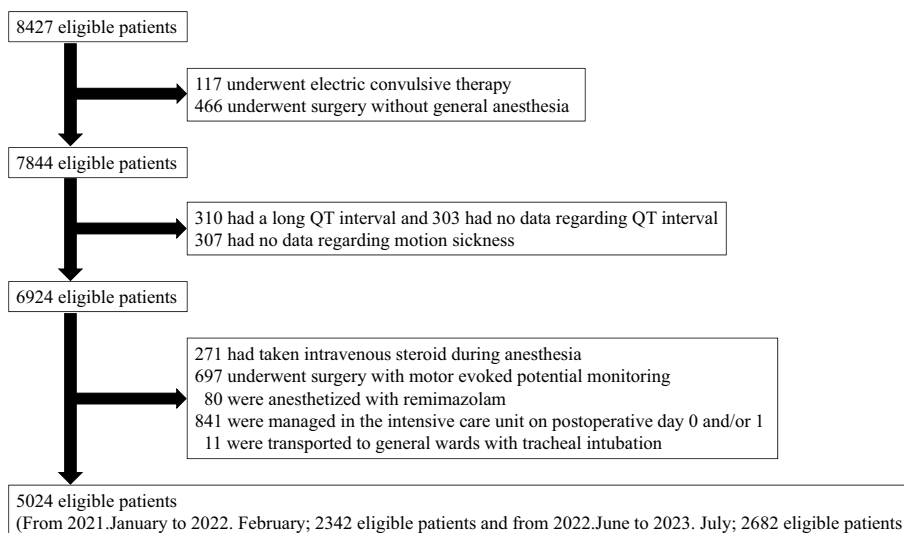 8427 eligible patients
117 underwent electric convulsive therapy
466 underwent surgery without general anesthesia
7844 eligible patients
310 had a long QT interval and 303 had no data regarding QT interval
307 had no data regarding motion sickness
6924 eligible patients
271 had taken intravenous steroid during anesthesia
697 underwent surgery with motor evoked potential monitoring
80 were anesthetized with remimazolam
841 were managed in the intensive care unit on postoperative day 0 and/or 1
11 were transported to general wards with tracheal intubation
5024 eligible patients
(From 2021.January to 2022. February; 2342 eligible patients and from 2022.June to 2023. July; 2682 eligible patients